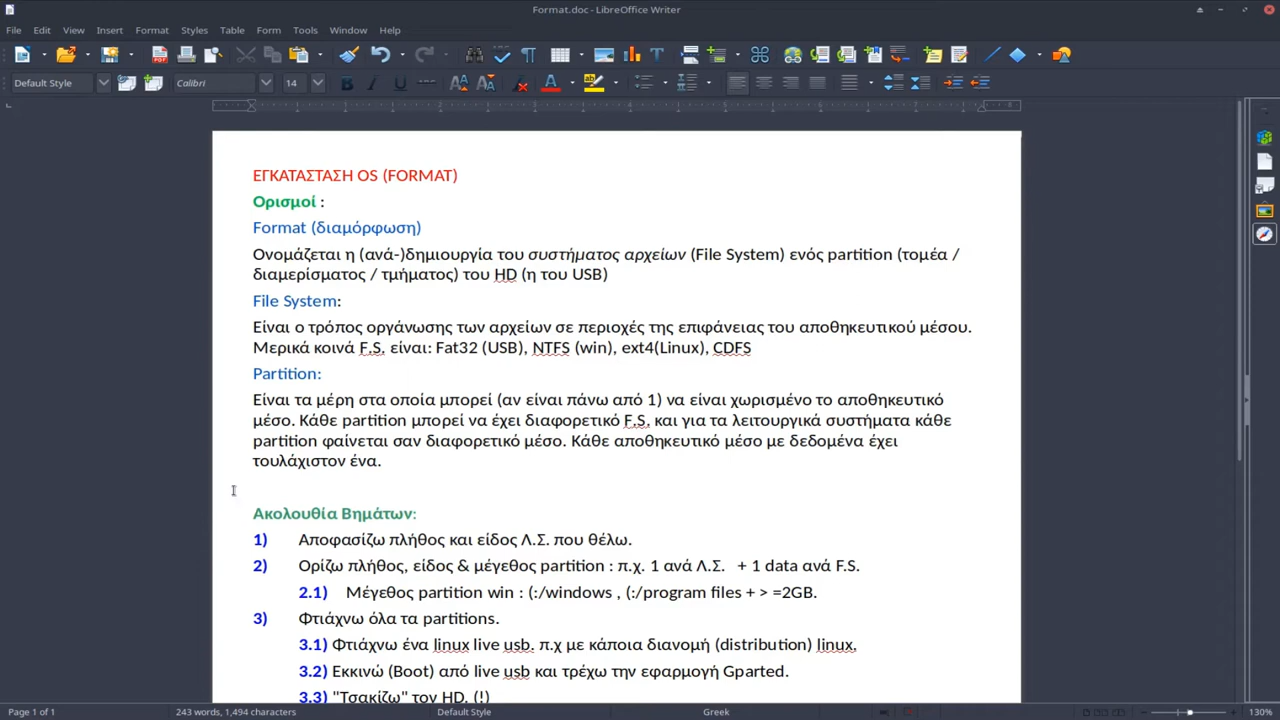 Format.doc - LibreOffice Writer
File Edit View Insert Format Styles Table Form Tools Window Help
Default Style Calibri 14
ΕΓΚΑΤΑΣΤΑΣΗ OS (FORMAT)
Ορισμοί :
Format (διαμόρφωση)
Ονομάζεται η (ανά-)δημιουργία του συστήματος αρχείων (File System) ενός partition (τομέα /
διαμερίσματος / τμήματος) του HD (η του USB)
File System:
Είναι ο τρόπος οργάνωσης των αρχείων σε περιοχές της επιφάνειας του αποθηκευτικού μέσου.
Μερικά κοινά F.S. είναι: Fat32 (USB), NTFS (win), ext4(Linux), CDFS
Partition:
Είναι τα μέρη στα οποία μπορεί (αν είναι πάνω από 1) να είναι χωρισμένο το αποθηκευτικό
μέσο. Κάθε partition μπορεί να έχει διαφορετικό F.S. και για τα λειτουργικά συστήματα κάθε
partition φαίνεται σαν διαφορετικό μέσο. Κάθε αποθηκευτικό μέσο με δεδομένα έχει
τουλάχιστον ένα.
Ακολουθία Βημάτων:
1) Αποφασίζω πλήθος και είδος Λ.Σ. που θέλω.
2) Ορίζω πλήθος, είδος & μέγεθος partition : π.χ. 1 ανά Λ.Σ. + 1 data ανά F.S.
2.1) Μέγεθος partition win : (:/windows , (:/program files + > =2GB.
3) Φτιάχνω όλα τα partitions.
3.1) Φτιάχνω ένα linux live usb. π.χ με κάποια διανομή (distribution) linux,
3.2) Εκκινώ (Boot) από live usb και τρέχω την εφαρμογή Gparted.
3.3) "Τσακίζω" τον HD. (!)
Page 1 of 1 243 words, 1,494 characters Default Style Greek 130%